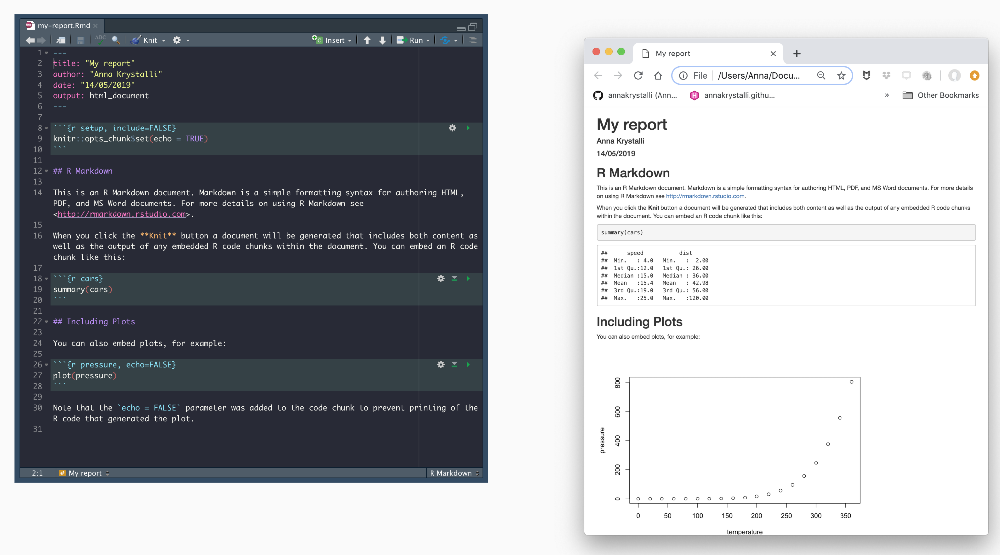 my-report.Rmd
ABC
Knit
Insert
Run
1 ---
2 title: "My report"
3 author: "Anna Krystalli"
4 date: "14/05/2019"
5 output: html_document
6 ---
7
8 ```{r setup, include=FALSE}
9 knitr::opts_chunk$set(echo = TRUE)
10 ```
11
12 ## R Markdown
13
14 This is an R Markdown document. Markdown is a simple formatting syntax for authoring HTML,
PDF, and MS Word documents. For more details on using R Markdown see
<http://rmarkdown.rstudio.com>.
15
16 When you click the **Knit** button a document will be generated that includes both content as
well as the output of any embedded R code chunks within the document. You can embed an R code
chunk like this:
17
18 ```{r cars}
19 summary(cars)
20 ```
21
22 ## Including Plots
23
24 You can also embed plots, for example:
25
26 ```{r pressure, echo=FALSE}
27 plot(pressure)
28 ```
29
30 Note that the `echo = FALSE` parameter was added to the code chunk to prevent printing of the
R code that generated the plot.
31
2:1 # My report R Markdown
My report
File /Users/Anna/Docu...
annakrystalli (Ann... annakrystalli.githu... » Other Bookmarks
My report
Anna Krystalli
14/05/2019
R Markdown
This is an R Markdown document. Markdown is a simple formatting syntax for authoring HTML, PDF, and MS Word documents. For more details
on using R Markdown see http://rmarkdown.rstudio.com.
When you click the Knit button a document will be generated that includes both content as well as the output of any embedded R code chunks
within the document. You can embed an R code chunk like this:
summary(cars)
##      speed           dist
##  Min.   : 4.0   Min.   :  2.00
##  1st Qu.:12.0   1st Qu.: 26.00
##  Median :15.0   Median : 36.00
##  Mean   :15.4   Mean   : 42.98
##  3rd Qu.:19.0   3rd Qu.: 56.00
##  Max.   :25.0   Max.   :120.00
Including Plots
You can also embed plots, for example:
800
600
400
200
0
pressure
0 50 100 150 200 250 300 350
temperature